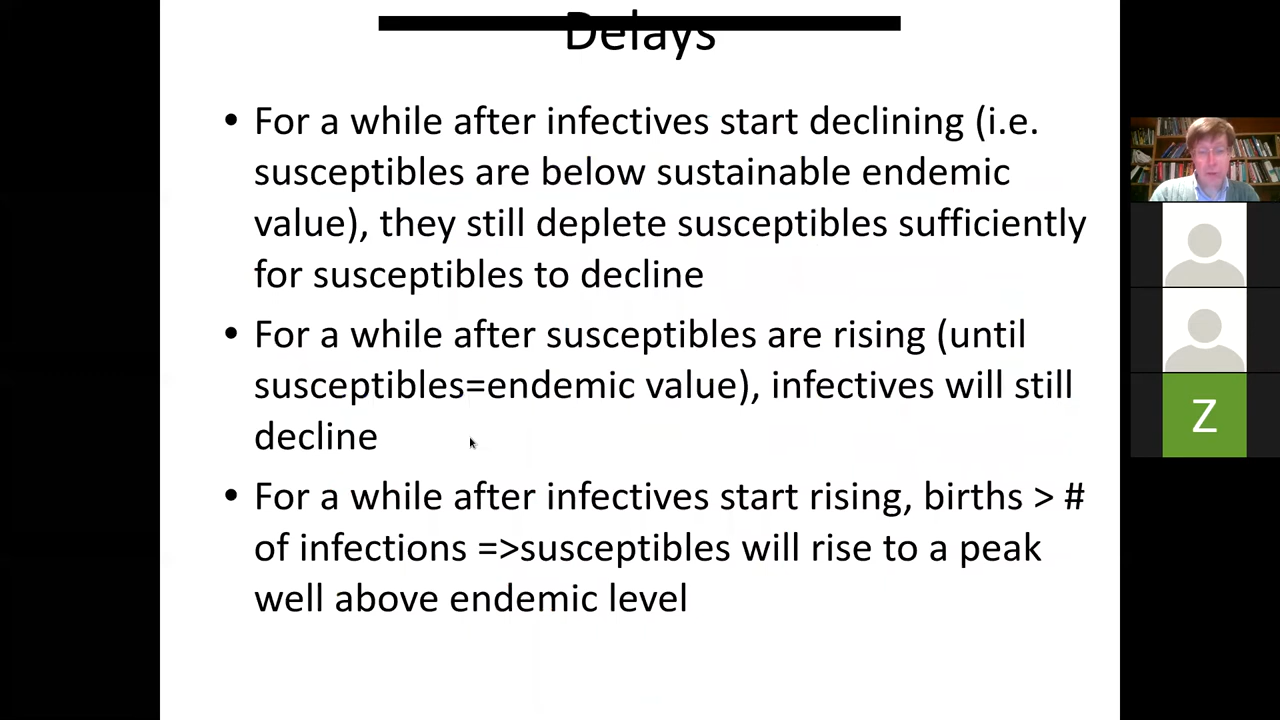 Delays
• For a while after infectives start declining (i.e.
susceptibles are below sustainable endemic
value), they still deplete susceptibles sufficiently
for susceptibles to decline
• For a while after susceptibles are rising (until
susceptibles=endemic value), infectives will still
decline
• For a while after infectives start rising, births > #
of infections =>susceptibles will rise to a peak
well above endemic level
Z